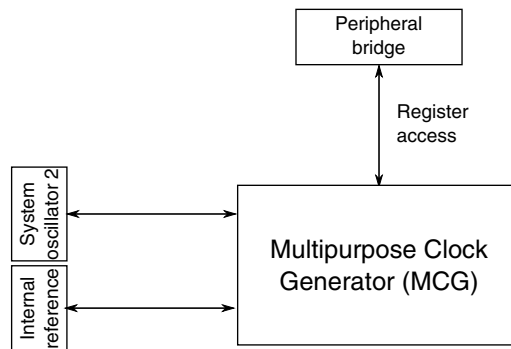 Peripheral
bridge
Register
access
System
oscillator 2
Multipurpose Clock
Generator (MCG)
Internal
reference